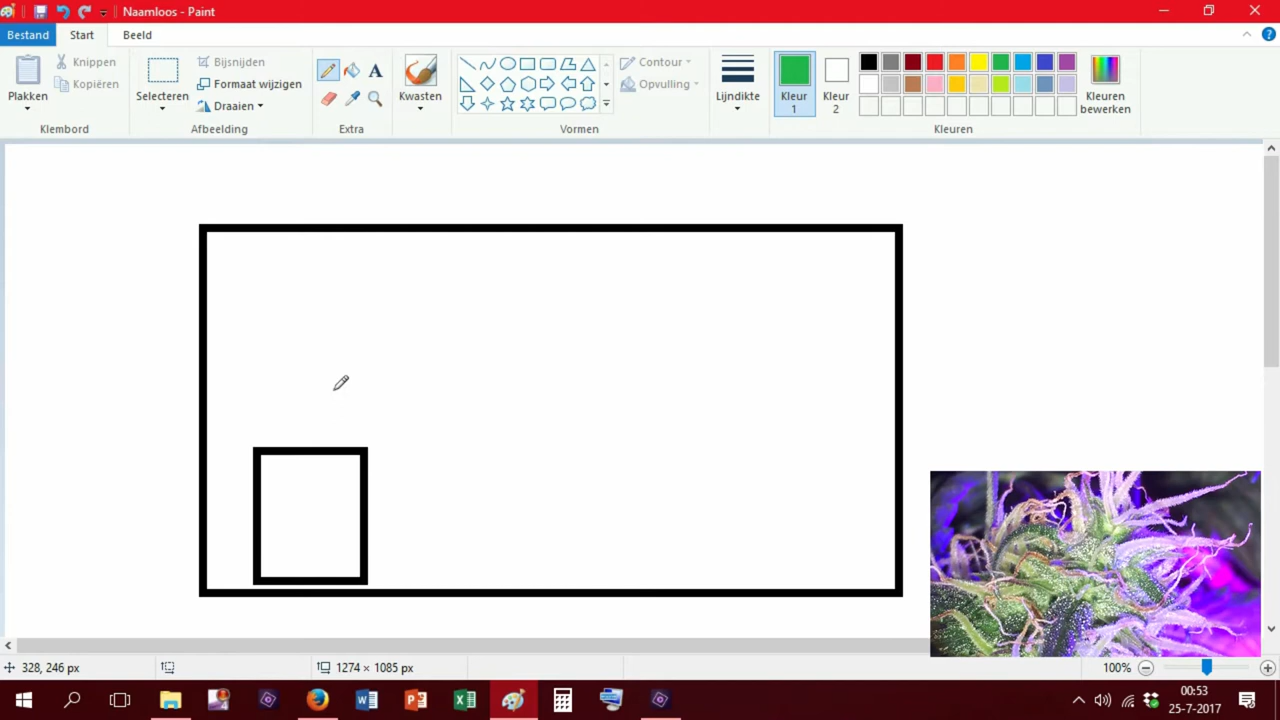 Naamloos - Paint
Bestand Start Beeld
Plakken
Knippen
Kopiëren
Klembord
Selecteren
Bijsnijden
Formaat wijzigen
Draaien
Afbeelding
A
Extra
Kwasten
Contour
Opvulling
Vormen
Lijndikte
Kleur
1
Kleur
2
Kleuren
bewerken
Kleuren
328, 246 px
1274 × 1085 px
100%
00:53
25-7-2017